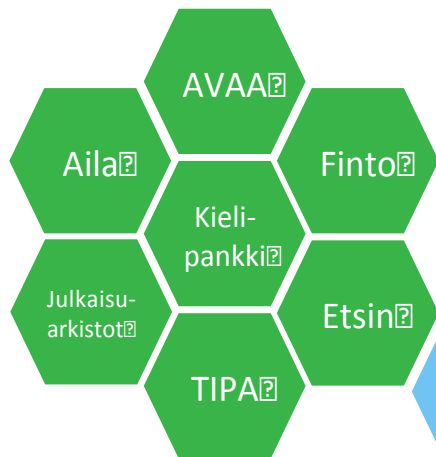 AVAA
Aila
Finto
Kieli-
pankki
Julkaisu-
arkistot
Etsin
TIPA